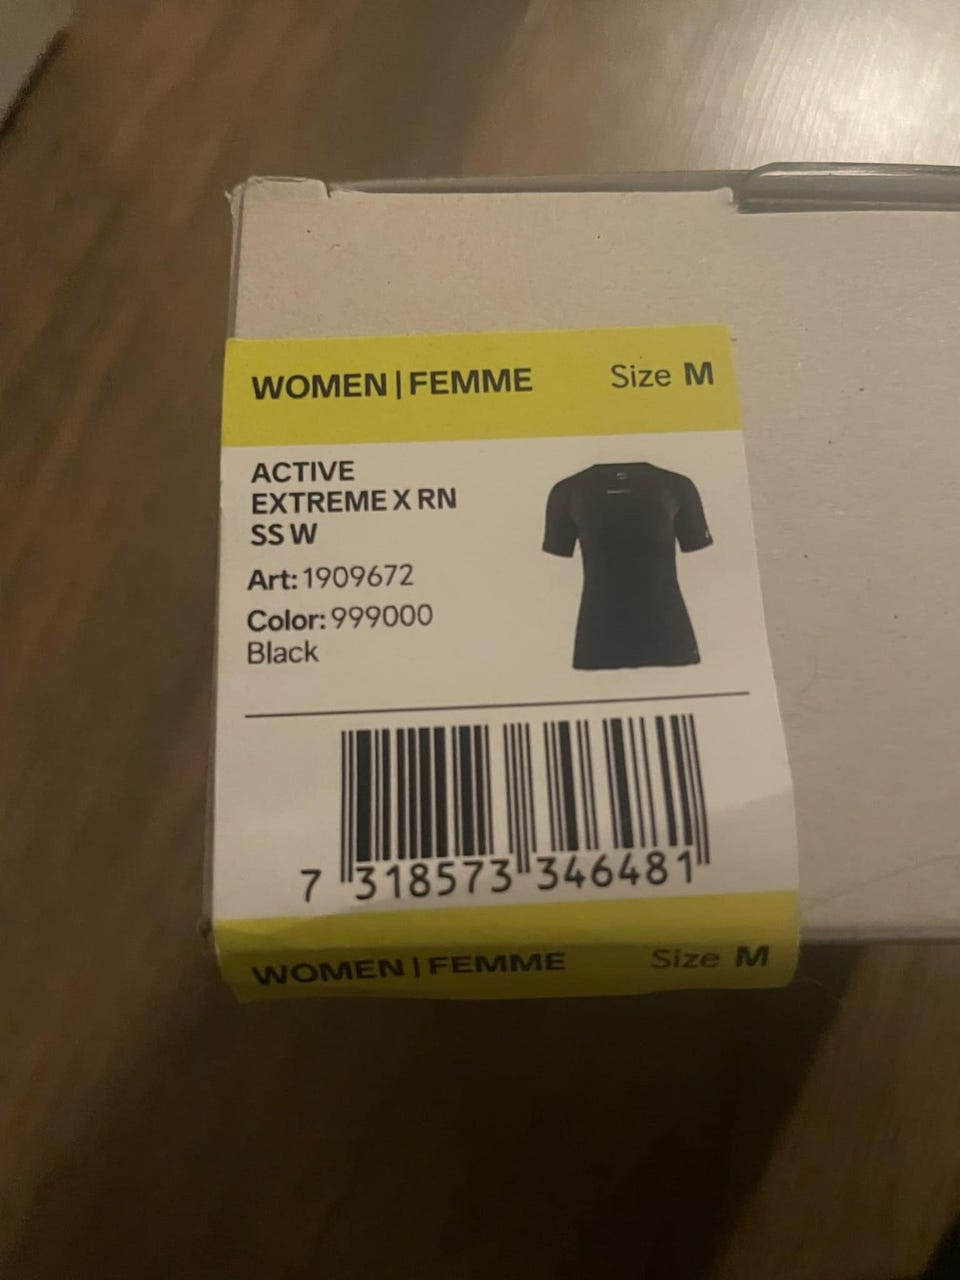 WOMEN | FEMME Size M
ACTIVE
EXTREME X RN
SS W
Art: 1909672
Color: 999000
Black
7 318573 346481
WOMEN | FEMME Size M